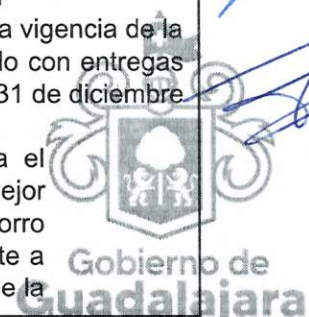 a vigencia de la
do con entregas
31 de diciembre
a el
ejor
orro
te a
e la
Gobierno de
Guadalajara